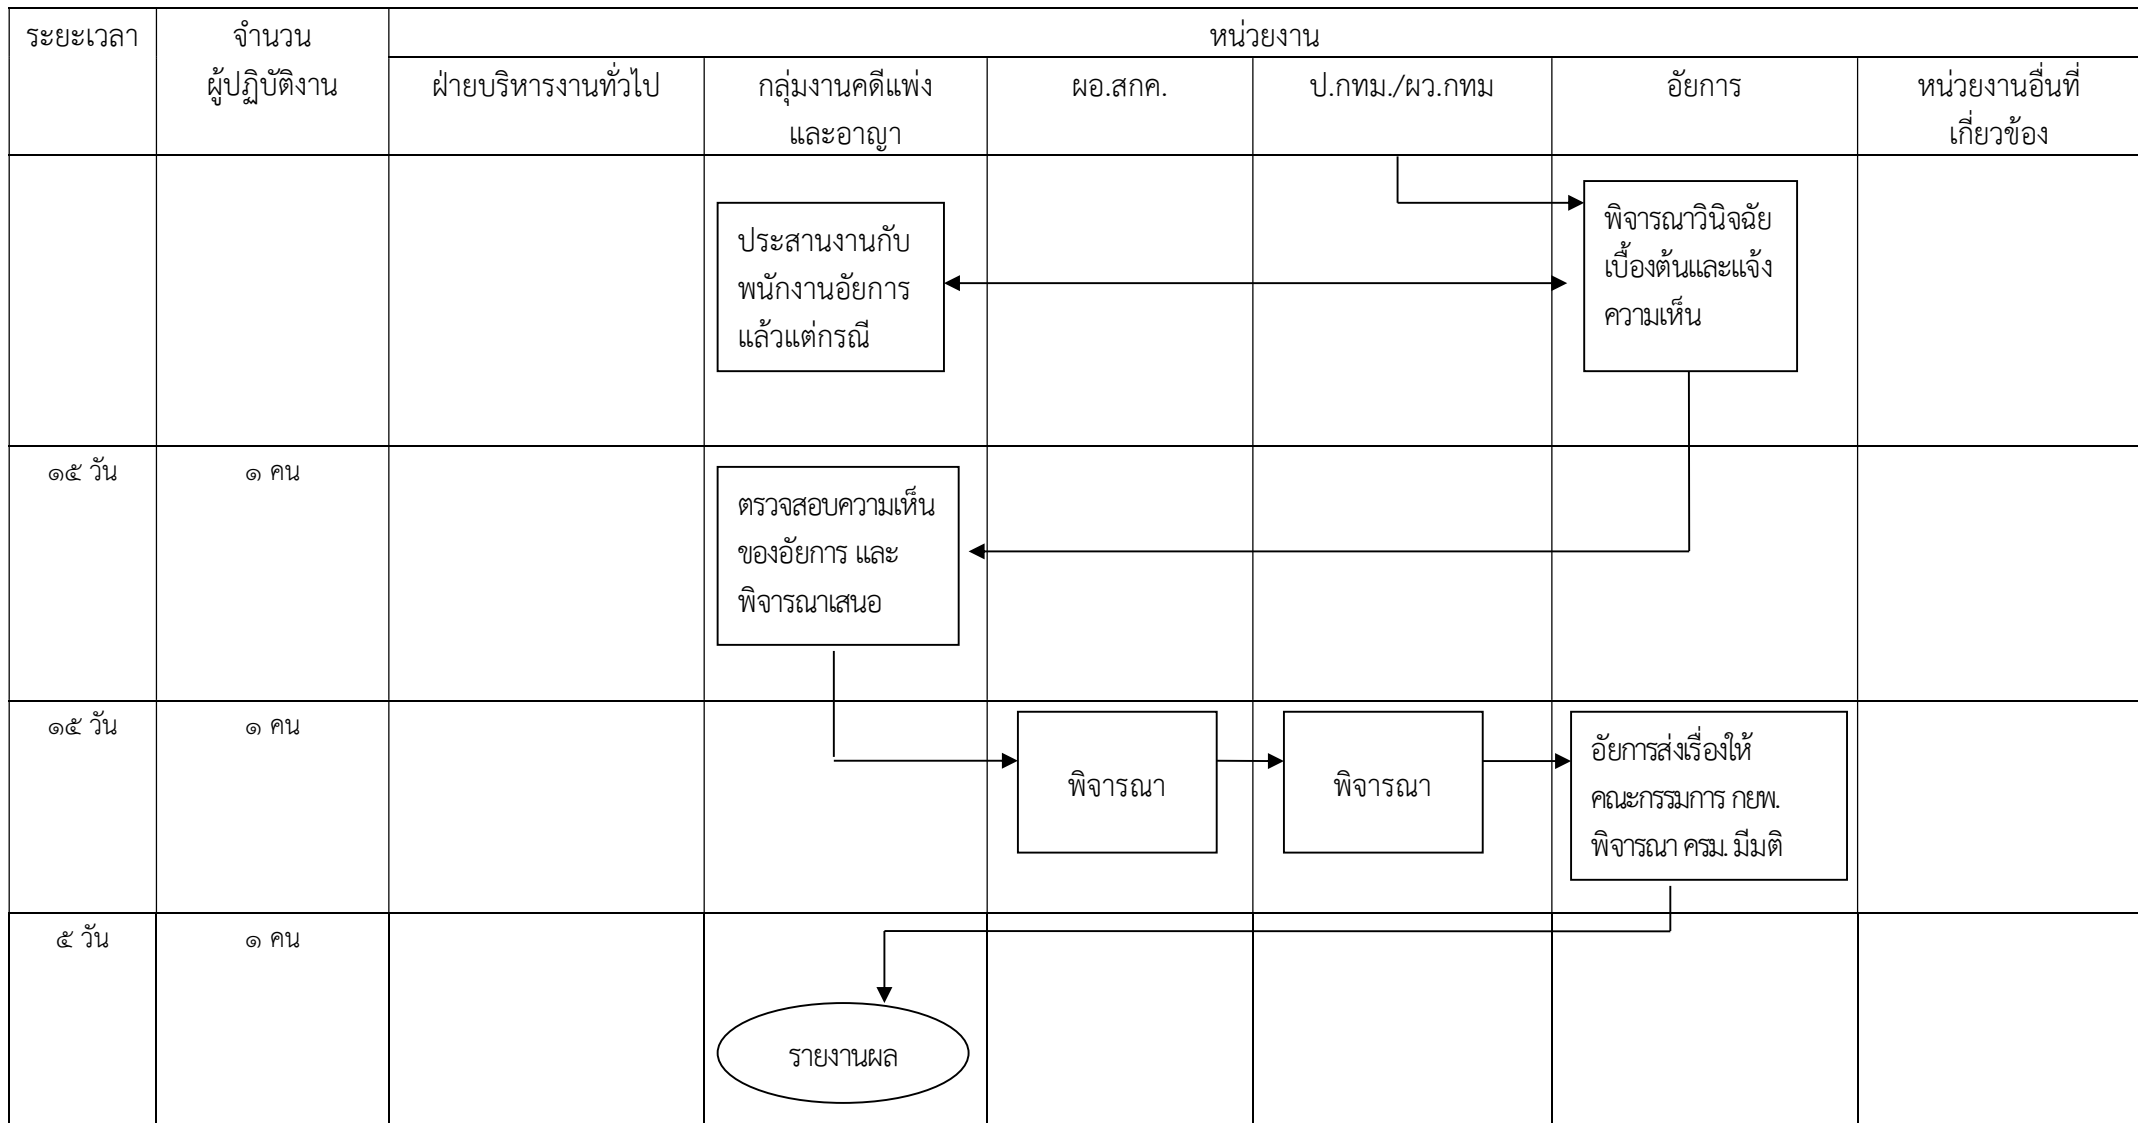 ระยะเวลา
จำนวน
ผู้ปฏิบัติงาน
หน่วยงาน
ฝ่ายบริหารงานทั่วไป
กลุ่มงานคดีแพ่ง
และอาญา
ผอ.สกค.
ป.กทม./ผว.กทม
อัยการ
หน่วยงานอื่นที่
เกี่ยวข้อง
ประสานงานกับ
พนักงานอัยการ
แล้วแต่กรณี
พิจารณาวินิจฉัย
เบื้องต้นและแจ้ง
ความเห็น
๑๕ วัน
๑ คน
ตรวจสอบความเห็น
ของอัยการ และ
พิจารณาเสนอ
๑๕ วัน
๑ คน
พิจารณา
พิจารณา
อัยการส่งเรื่องให้
คณะกรรมการ กยพ.
พิจารณา ครม. มีมติ
๕ วัน
๑ คน
รายงานผล